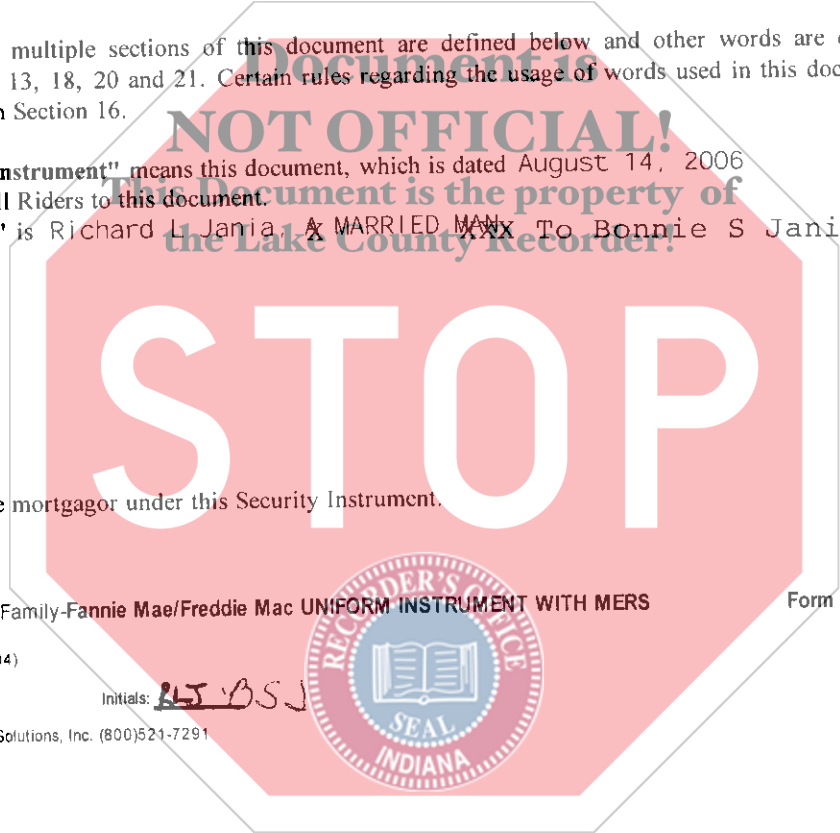 multiple sections of this document are defined below and other words are
Document is
13, 18, 20 and 21. Certain rules regarding the usage of words used in this doc
Section 16.
NOT OFFICIAL!
nstrument" means this document, which is dated August 14, 2006
This Document is the property of
ll Riders to this document.
" is Richard L Jania, A MARRIED MAN To Bonnie S Jani
the Lake County Recorder!
STOP
mortgagor under this Security Instrument.
Family-Fannie Mae/Freddie Mac UNIFORM INSTRUMENT WITH MERS Form
Initials: RLJ BSJ
Solutions, Inc. (800)521-7291
RECORDER'S OFFICE
SEAL
INDIANA